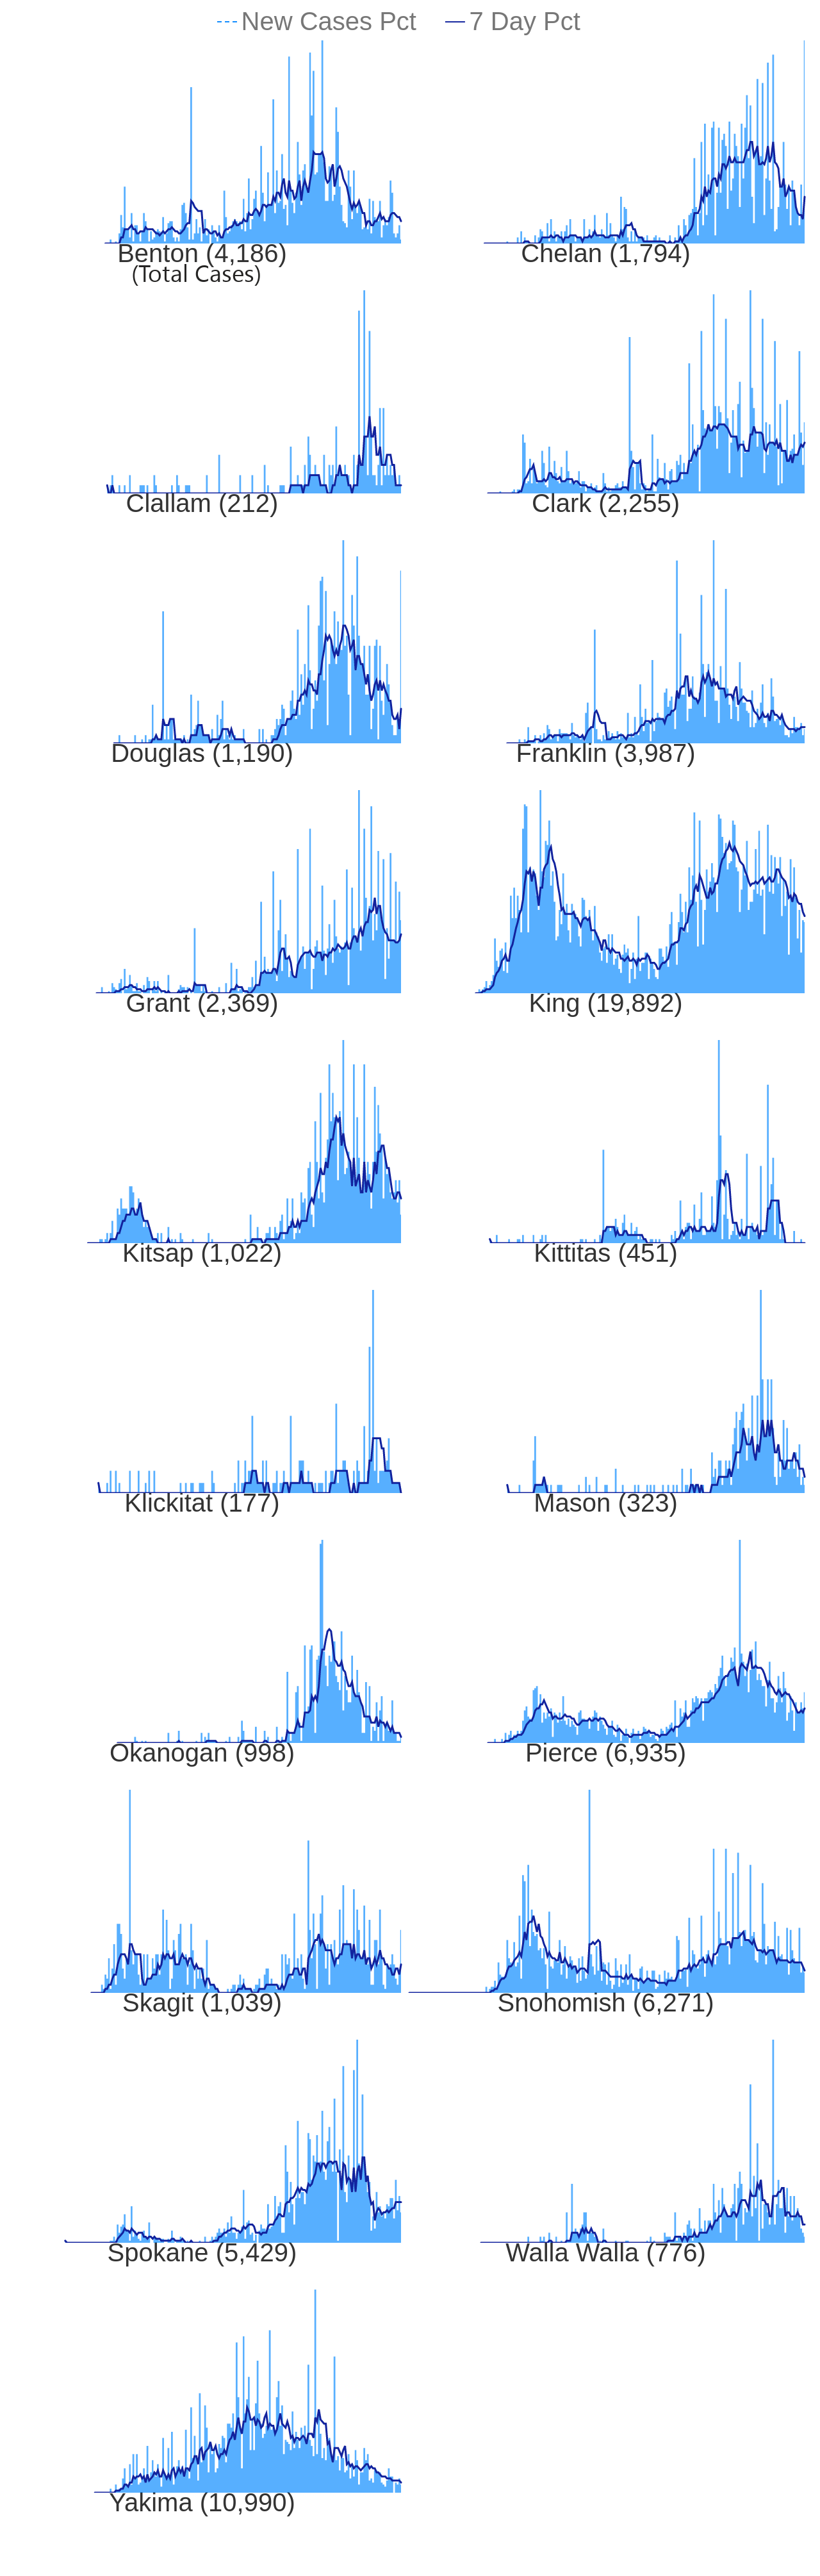 New Cases Pct 7 Day Pct
Benton (4,186) Chelan (1,794)
(Total Cases)
Clallam (212) Clark (2,255)
Douglas (1,190) Franklin (3,987)
Grant (2,369) King (19,892)
Kitsap (1,022) Kittitas (451)
Klickitat (177) Mason (323)
Okanogan (998) Pierce (6,935)
Skagit (1,039) Snohomish (6,271)
Spokane (5,429) Walla Walla (776)
Yakima (10,990)